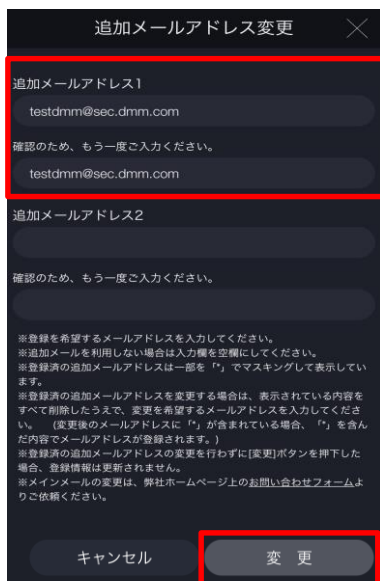 追加メールアドレス変更
追加メールアドレス1
testdmm@sec.dmm.com
確認のため、もう一度ご入力ください。
testdmm@sec.dmm.com
追加メールアドレス2
確認のため、もう一度ご入力ください。
※登録を希望するメールアドレスを入力してください。
※追加メールを利用しない場合は入力欄を空欄にしてください。
※登録済の追加メールアドレスは一部を「*」でマスキングして表示してい
ます。
※登録済の追加メールアドレスを変更する場合は、表示されている内容を
すべて削除したうえで、変更を希望するメールアドレスを入力してくださ
い。 (変更後のメールアドレスに「*」が含まれている場合、「*」を含ん
だ内容でメールアドレスが登録されます。)
※登録済の追加メールアドレスの変更を行わずに[変更]ボタンを押下した
場合、登録情報は更新されません。
※メインメールの変更は、弊社ホームページ上のお問い合わせフォームよ
りご依頼ください。
キャンセル
変 更